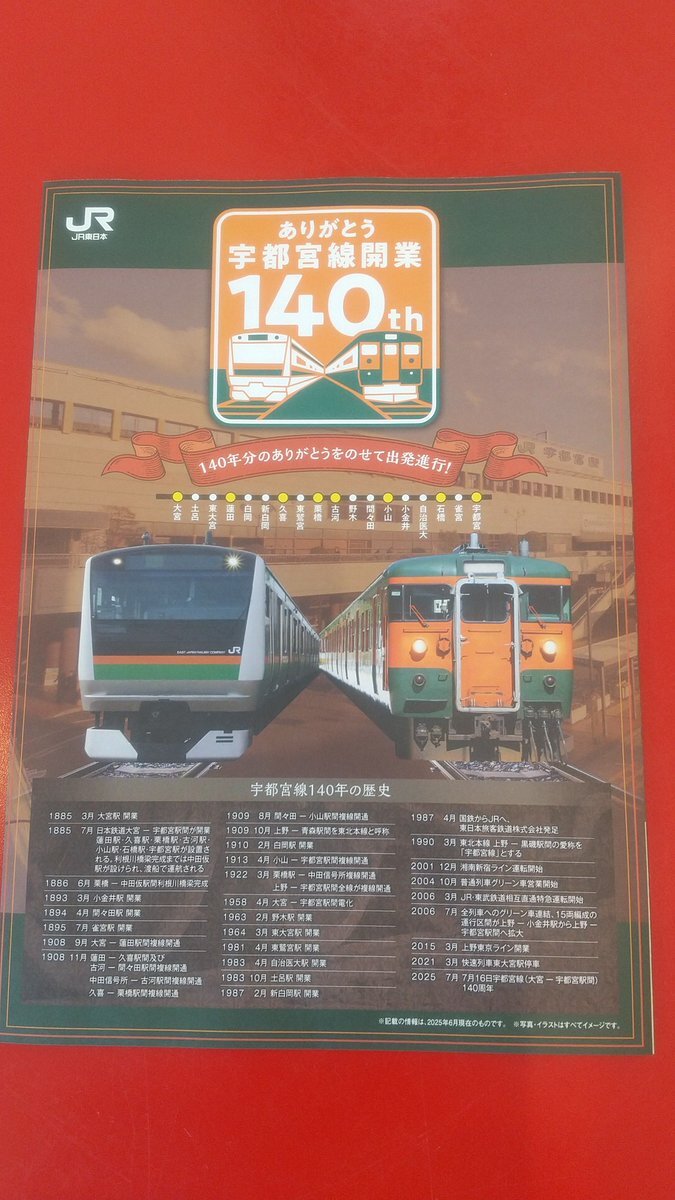 JR
JR東日本
ありがとう
宇都宮線開業
140th
140年分のありがとうをのせて出発進行!
JR 宇都宮駅
大宮
土呂
東大宮
蓮田
白岡
新白岡
久喜
東鷲宮
栗橋
古河
野木
間々田
小山
小金井
自治医大
石橋
雀宮
宇都宮
EAST JAPAN RAILWAY COMPANY JR
宇都宮線140年の歴史
1885 3月 大宮駅 開業
1885 7月 日本鉄道大宮 ー 宇都宮駅間が開業
蓮田駅・久喜駅・栗橋駅・古河駅・
小山駅・石橋駅・宇都宮駅が設置さ
れる。利根川橋梁完成までは中田仮
駅が設けられ、渡船で運航される
1886 6月 栗橋 ー 中田仮駅間利根川橋梁完成
1893 3月 小金井駅 開業
1894 4月 間々田駅 開業
1895 7月 雀宮駅 開業
1908 9月 大宮 ー 蓮田駅間複線開通
1908 11月 蓮田 ー 久喜駅間及び
古河 ー 間々田駅間複線開通
中田信号所 ー 古河駅間複線開通
久喜 ー 栗橋駅間複線開通
1909 8月 間々田 ー 小山駅間複線開通
1909 10月 上野 ー 青森駅間を東北本線と呼称
1910 2月 白岡駅 開業
1913 4月 小山 ー 宇都宮駅間複線開通
1922 3月 栗橋駅 ー 中田信号所複線開通
上野 ー 宇都宮駅間全線が複線開通
1958 4月 大宮 ー 宇都宮駅間電化
1963 2月 野木駅 開業
1964 3月 東大宮駅 開業
1981 4月 東鷲宮駅 開業
1983 4月 自治医大駅 開業
1983 10月 土呂駅 開業
1987 2月 新白岡駅 開業
1987 4月 国鉄からJRへ。
東日本旅客鉄道株式会社発足
1990 3月 東北本線 上野 ー 黒磯駅間の愛称を
「宇都宮線」とする
2001 12月 湘南新宿ライン運転開始
2004 10月 普通列車グリーン車営業開始
2006 3月 JR・東武鉄道相互直通特急運転開始
2006 7月 全列車へのグリーン車連結、15両編成の
運行区間が上野 ー 小金井駅から上野 ー
宇都宮駅間へ拡大
2015 3月 上野東京ライン開業
2021 3月 快速列車東大宮駅停車
2025 7月 7月16日宇都宮線(大宮 ー 宇都宮駅間)
140周年
※記載の情報は、2025年6月現在のものです。 ※写真・イラストはすべてイメージです。